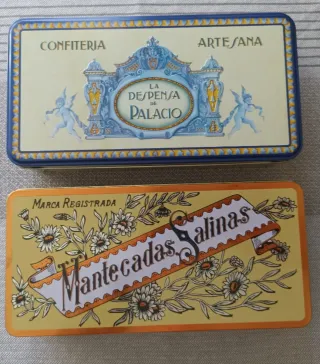 CONFITERIA ARTESANA
LA
DESPENSA
DE
PALACIO
MARCA REGISTRADA
Mantecadas Salinas